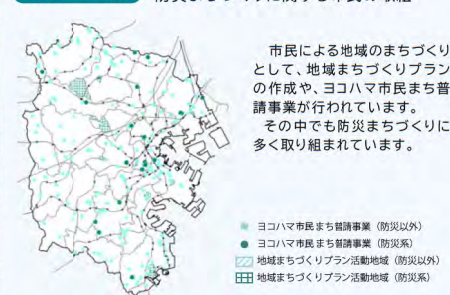 市民による地域のまちづくり
として、地域まちづくりプラン
の作成や、ヨコハマ市民まち普
請事業が行われています。
その中でも防災まちづくりに
多く取り組まれています。
ヨコハマ市民まち普請事業（防災以外）
ヨコハマ市民まち普請事業（防災系）
地域まちづくりプラン活動地域（防災以外）
地域まちづくりプラン活動地域（防災系）